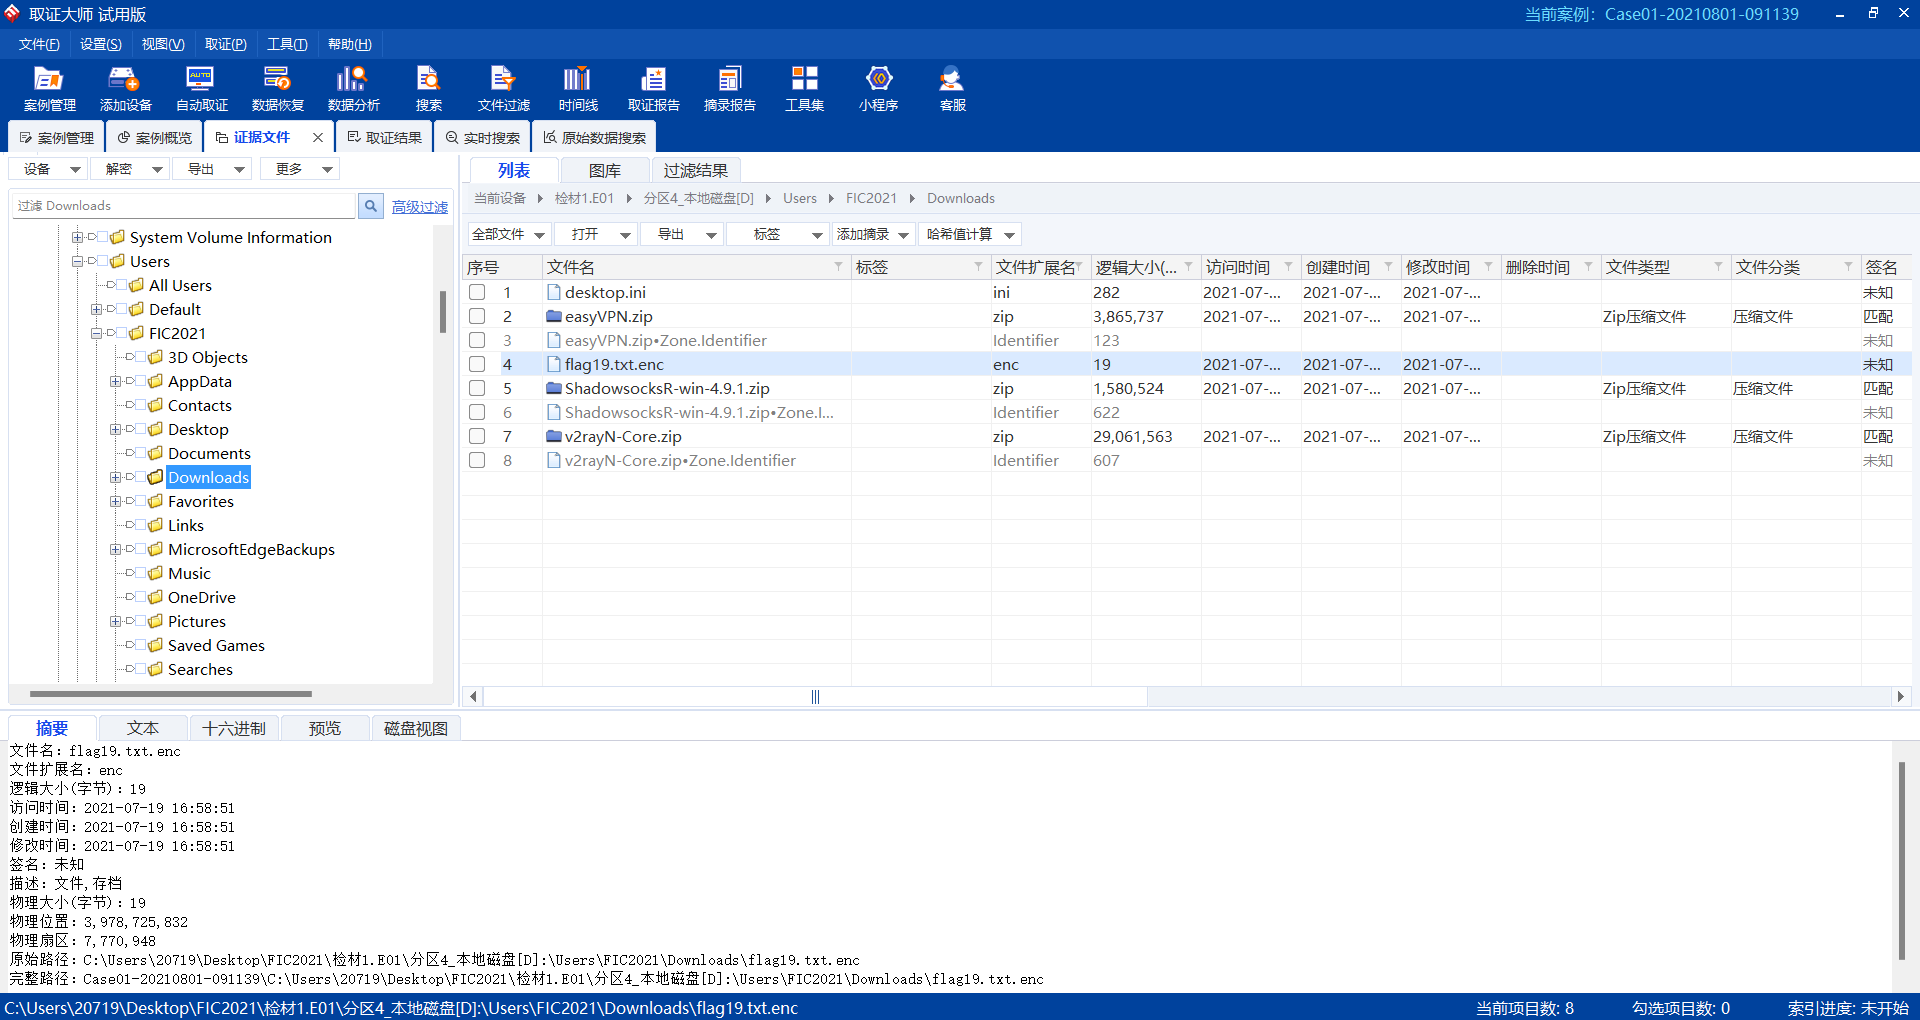 取证大师 试用版
当前案例： Case01-20210801-091139
文件(F) 设置(S) 视图(V) 取证(P) 工具(T) 帮助(H)
案例管理 添加设备 自动取证 数据恢复 数据分析 搜索 文件过滤 时间线 取证报告 摘录报告 工具集 小程序 客服
案例管理 案例概览 证据文件 取证结果 实时搜索 原始数据搜索
设备 解密 导出 更多
过滤 Downloads 高级过滤
System Volume Information
Users
All Users
Default
FIC2021
3D Objects
AppData
Contacts
Desktop
Documents
Downloads
Favorites
Links
MicrosoftEdgeBackups
Music
OneDrive
Pictures
Saved Games
Searches
列表 图库 过滤结果
当前设备 检材1.E01 分区4_本地磁盘[D] Users FIC2021 Downloads
全部文件 打开 导出 标签 添加摘录 哈希值计算
序号 文件名 标签 文件扩展名 逻辑大小(... 访问时间 创建时间 修改时间 删除时间 文件类型 文件分类 签名
1 desktop.ini ini 282 2021-07-... 2021-07-... 2021-07-... 未知
2 easyVPN.zip zip 3,865,737 2021-07-... 2021-07-... 2021-07-... Zip压缩文件 压缩文件 匹配
3 easyVPN.zip•Zone.Identifier Identifier 123 未知
4 flag19.txt.enc enc 19 2021-07-... 2021-07-... 2021-07-... 未知
5 ShadowsocksR-win-4.9.1.zip zip 1,580,524 2021-07-... 2021-07-... 2021-07-... Zip压缩文件 压缩文件 匹配
6 ShadowsocksR-win-4.9.1.zip•Zone.I... Identifier 622 未知
7 v2rayN-Core.zip zip 29,061,563 2021-07-... 2021-07-... 2021-07-... Zip压缩文件 压缩文件 匹配
8 v2rayN-Core.zip•Zone.Identifier Identifier 607 未知
摘要 文本 十六进制 预览 磁盘视图
文件名：flag19.txt.enc
文件扩展名：enc
逻辑大小(字节)：19
访问时间：2021-07-19 16:58:51
创建时间：2021-07-19 16:58:51
修改时间：2021-07-19 16:58:51
签名：未知
描述：文件,存档
物理大小(字节)：19
物理位置：3,978,725,832
物理扇区：7,770,948
原始路径：C:\Users\20719\Desktop\FIC2021\检材1.E01\分区4_本地磁盘[D]:\Users\FIC2021\Downloads\flag19.txt.enc
完整路径：Case01-20210801-091139\C:\Users\20719\Desktop\FIC2021\检材1.E01\分区4_本地磁盘[D]:\Users\FIC2021\Downloads\flag19.txt.enc
C:\Users\20719\Desktop\FIC2021\检材1.E01\分区4_本地磁盘[D]:\Users\FIC2021\Downloads\flag19.txt.enc 当前项目数: 8 勾选项目数: 0 索引进度: 未开始